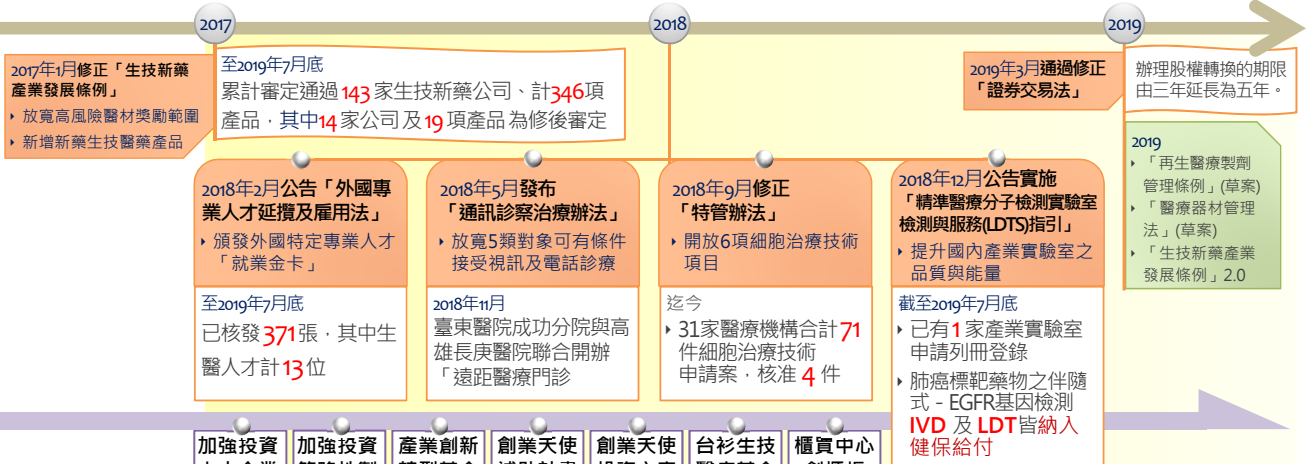 2017
2018
2019
2017年1月修正「生技新藥
產業發展條例」
放寬高風險醫材獎勵範圍
新增新藥生技醫藥產品
至2019年7月底
累計審定通過143家生技新藥公司、計346項
產品，其中14家公司及19項產品為修後審定
2019年3月通過修正
「證券交易法」
辦理股權轉換的期限
由三年延長為五年。
2019
「再生醫療製劑
管理條例」(草案)
「醫療器材管理
法」(草案)
「生技新藥產業
發展條例」2.0
2018年2月公告「外國專
業人才延攬及雇用法」
頒發外國特定專業人才
「就業金卡」
至2019年7月底
已核發371張，其中生
醫人才計13位
2018年5月發布
「通訊診察治療辦法」
放寬5類對象可有條件
接受視訊及電話診療
2018年11月
臺東醫院成功分院與高
雄長庚醫院聯合開辦
「遠距醫療門診
2018年9月修正
「特管辦法」
開放6項細胞治療技術
項目
迄今
31家醫療機構合計71
件細胞治療技術
申請案，核准 4 件
2018年12月公告實施
「精準醫療分子檢測實驗室
檢測與服務(LDTS)指引」
提升國內產業實驗室之
品質與能量
截至2019年7月底
已有1家產業實驗室
申請列冊登錄
肺癌標靶藥物之伴隨
式－EGFR基因檢測
IVD 及 LDT皆納入
健保給付
加強投資
加強投資
產業創新
創業天使
創業天使
台衫生技
櫃買中心